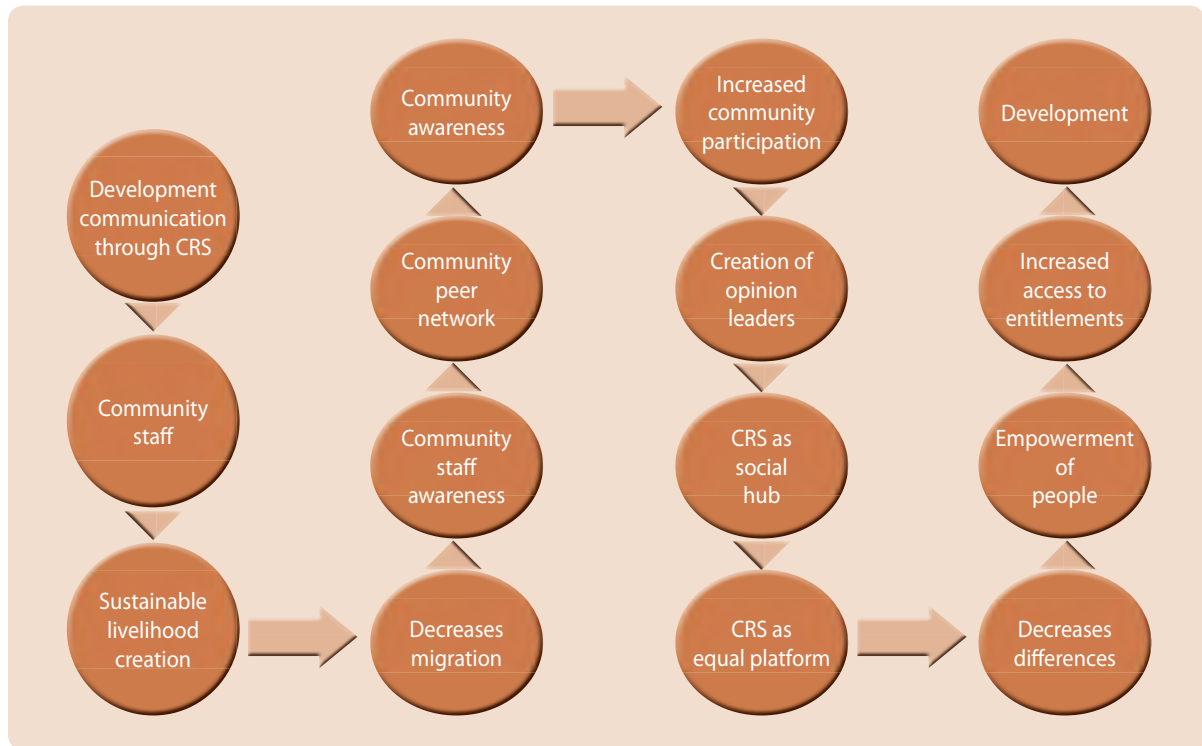 Development
communication
through CRS
Community
staff
Sustainable
livelihood
creation
Decreases
migration
Community
staff
awareness
Community
peer
network
Community
awareness
Increased
community
participation
Creation of
opinion
leaders
CRS as
social
hub
CRS as
equal platform
Decreases
differences
Empowerment
of
people
Increased
access to
entitlements
Development